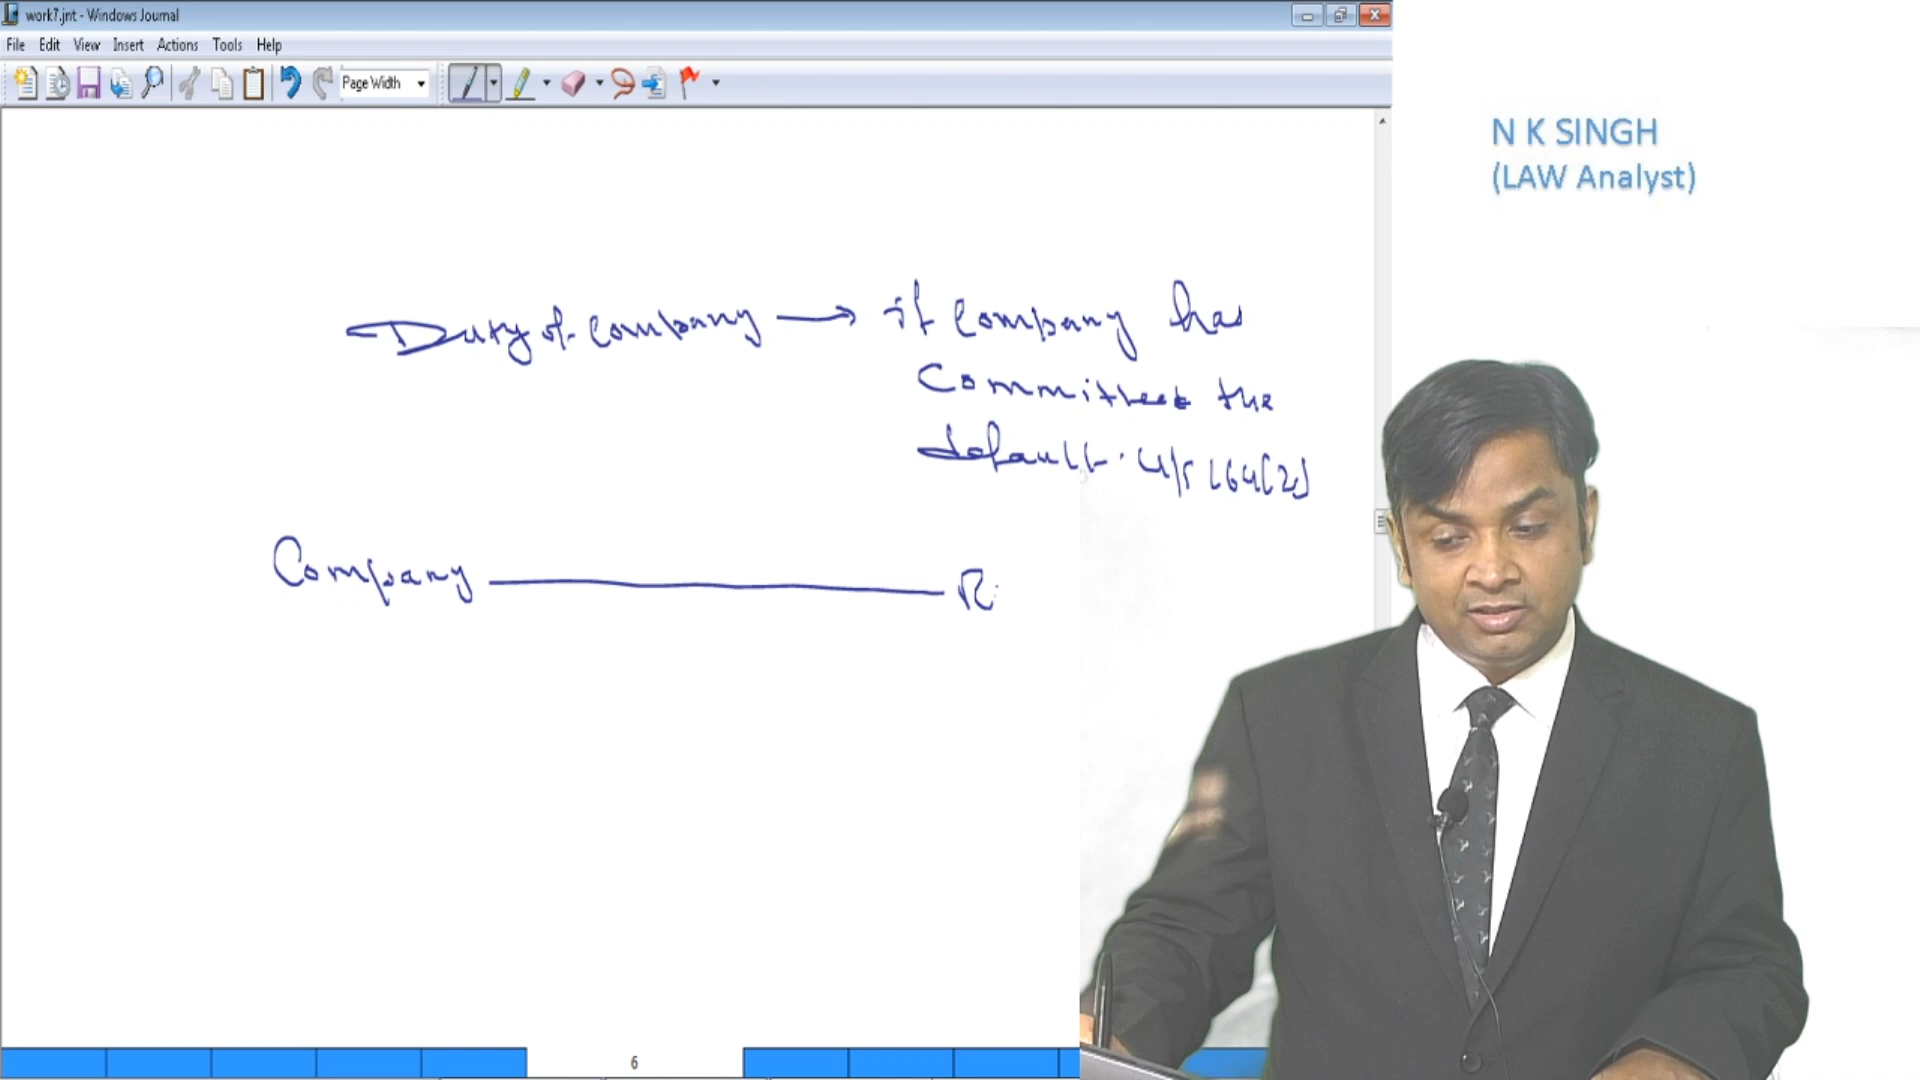 work7.jnt - Windows Journal
File Edit View Insert Actions Tools Help
Page Width
N K SINGH
(LAW Analyst)
Duty of company → if company has
committed the
default. u/s 164(2)
Company R
6